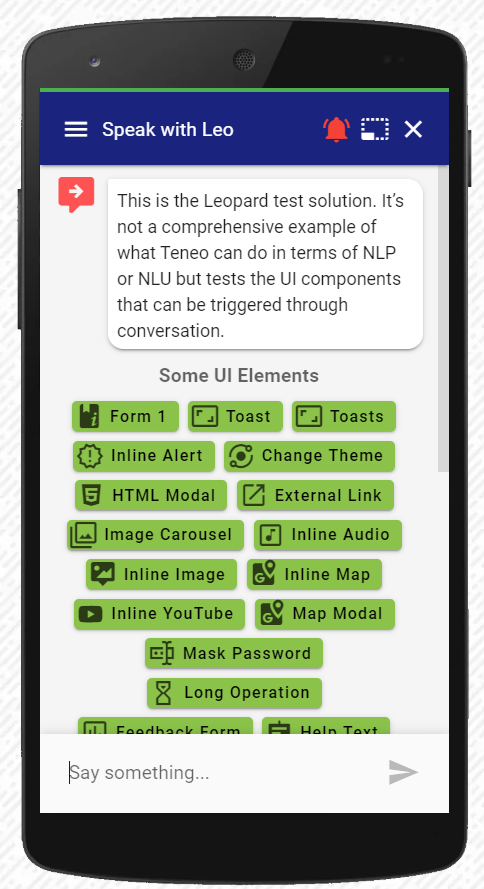 Speak with Leo
This is the Leopard test solution. It’s
not a comprehensive example of
what Teneo can do in terms of NLP
or NLU but tests the UI components
that can be triggered through
conversation.
Some UI Elements
Form 1 Toast Toasts
Inline Alert Change Theme
HTML Modal External Link
Image Carousel Inline Audio
Inline Image Inline Map
Inline YouTube Map Modal
Mask Password
Long Operation
Feedback Form Help Text
Say something...